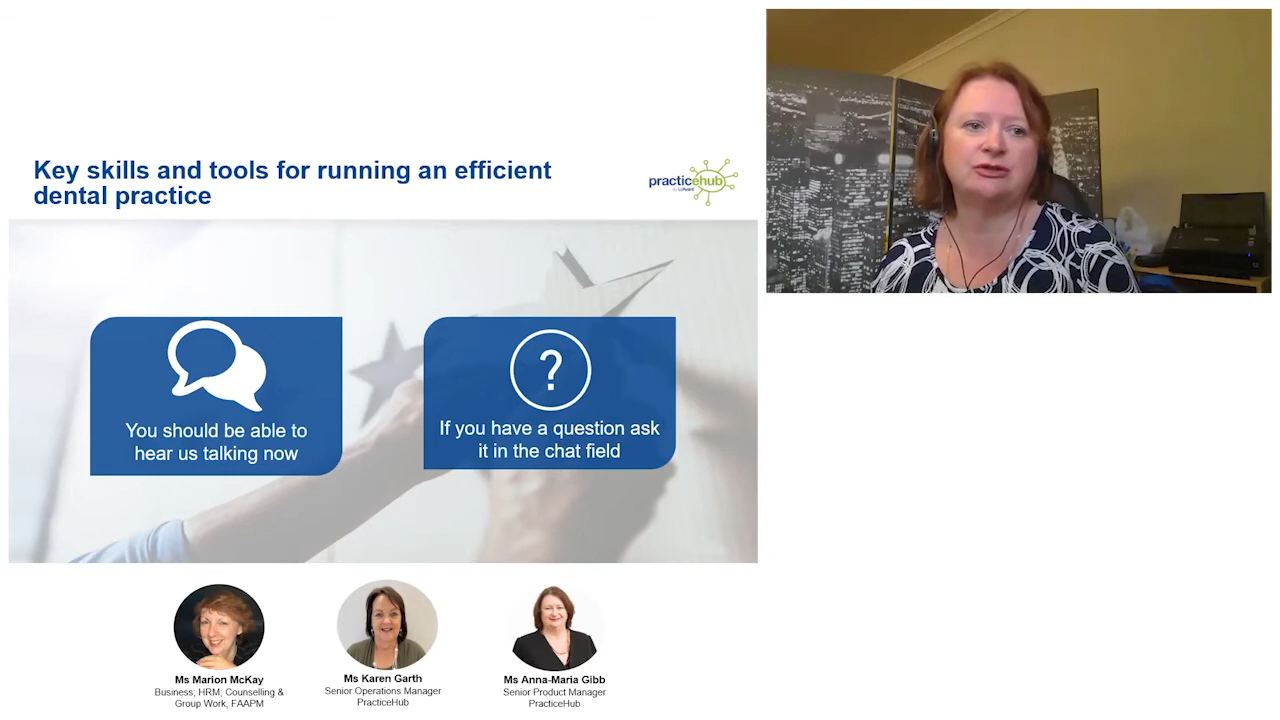 Key skills and tools for running an efficient
dental practice
practicehub
by Avant
You should be able to
hear us talking now
?
If you have a question ask
it in the chat field
Ms Marion McKay
Business; HRM; Counselling &
Group Work, FAAPM
Ms Karen Garth
Senior Operations Manager
PracticeHub
Ms Anna-Maria Gibb
Senior Product Manager
PracticeHub